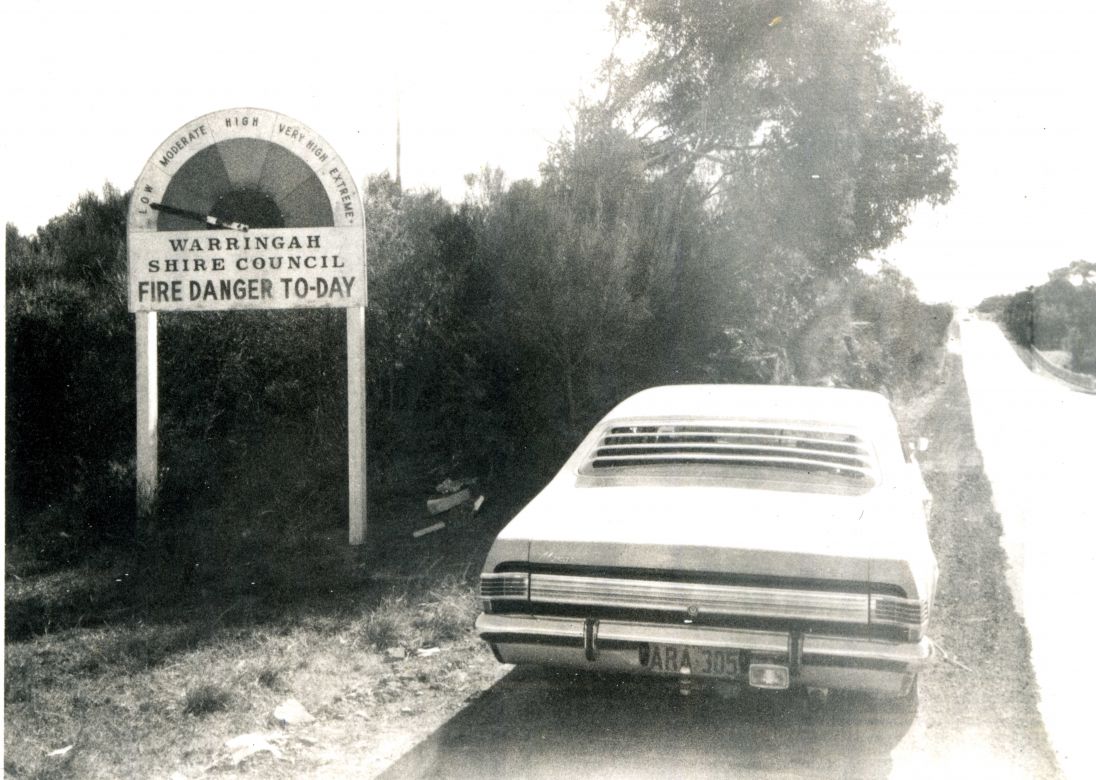 LOW MODERATE HIGH VERY HIGH EXTREME
WARRINGAH
SHIRE COUNCIL
FIRE DANGER TO-DAY
ARA 305